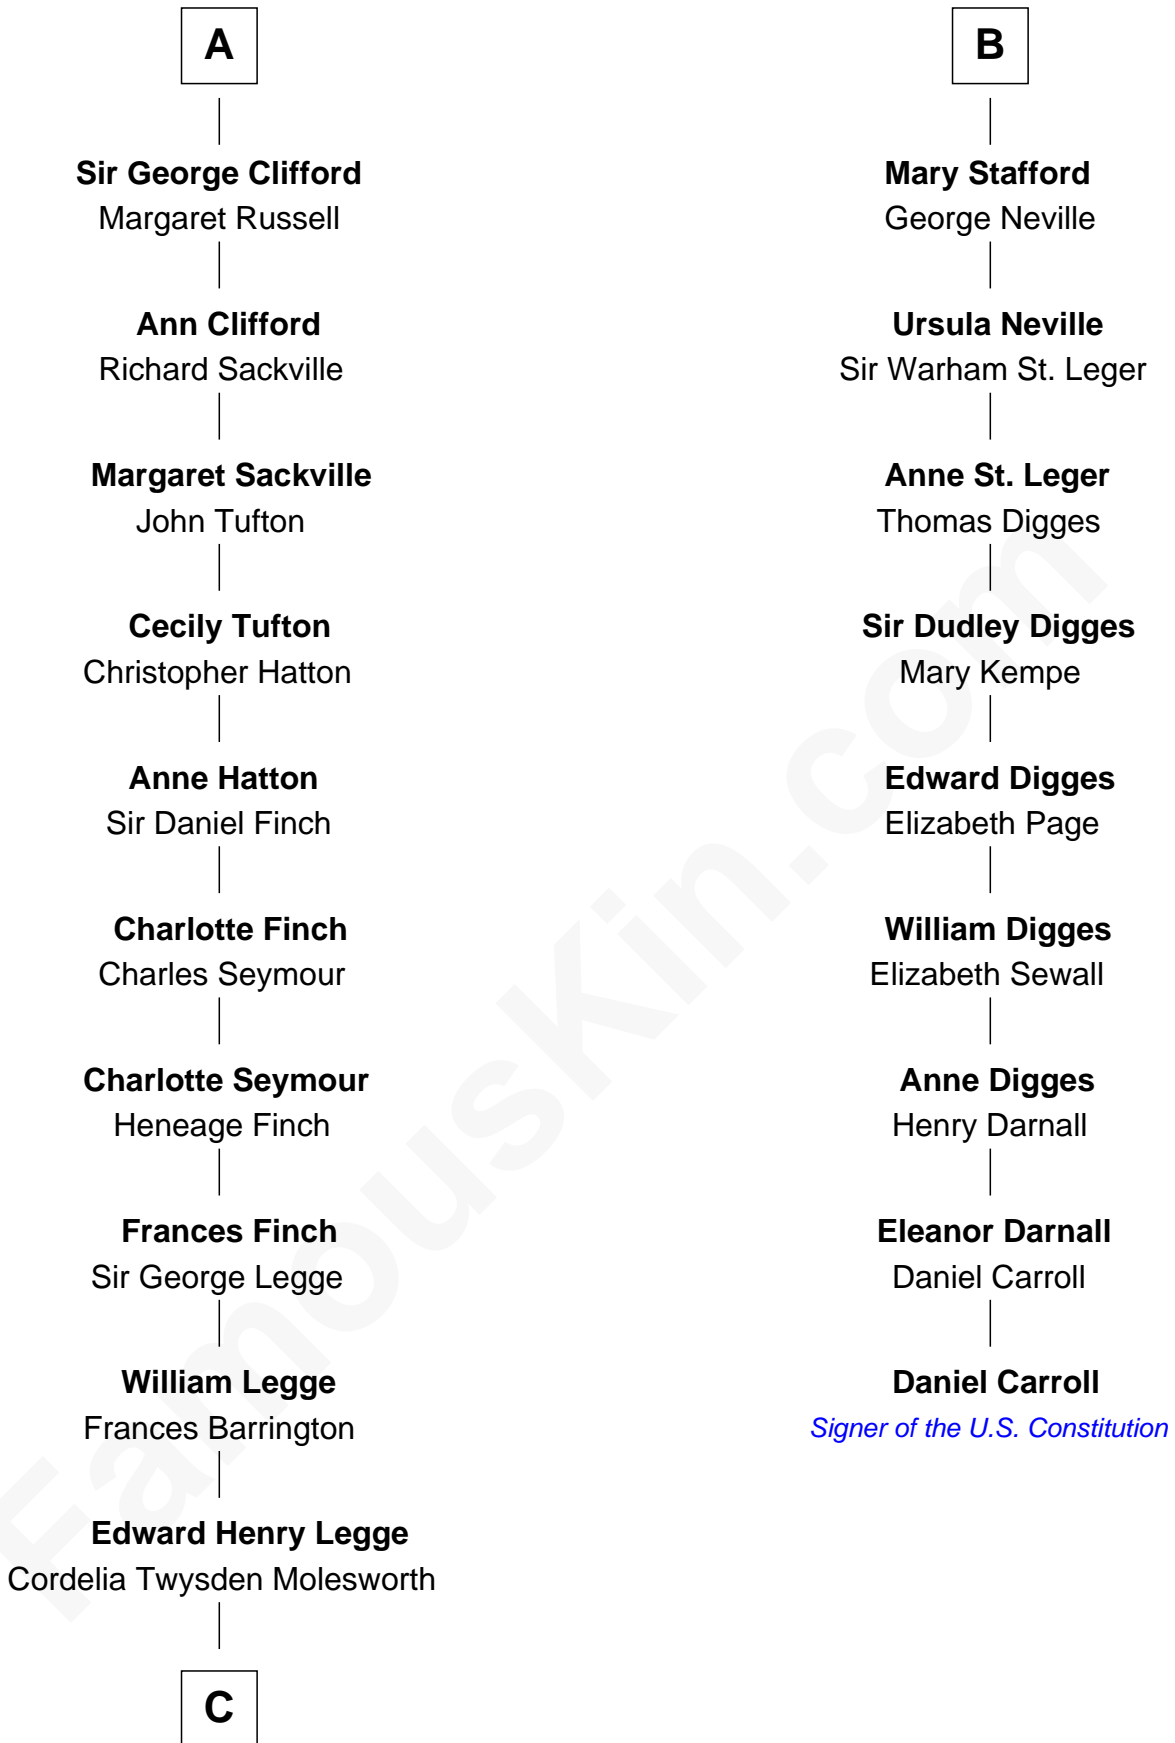 A
Sir George Clifford
Margaret Russell
Ann Clifford
Richard Sackville
Margaret Sackville
John Tufton
Cecily Tufton
Christopher Hatton
Anne Hatton
Sir Daniel Finch
Charlotte Finch
Charles Seymour
Charlotte Seymour
Heneage Finch
Frances Finch
Sir George Legge
William Legge
Frances Barrington
Edward Henry Legge
Cordelia Twysden Molesworth
C
B
Mary Stafford
George Neville
Ursula Neville
Sir Warham St. Leger
Anne St. Leger
Thomas Digges
Sir Dudley Digges
Mary Kempe
Edward Digges
Elizabeth Page
William Digges
Elizabeth Sewall
Anne Digges
Henry Darnall
Eleanor Darnall
Daniel Carroll
Daniel Carroll
Signer of the U.S. Constitution
FamousKin.com